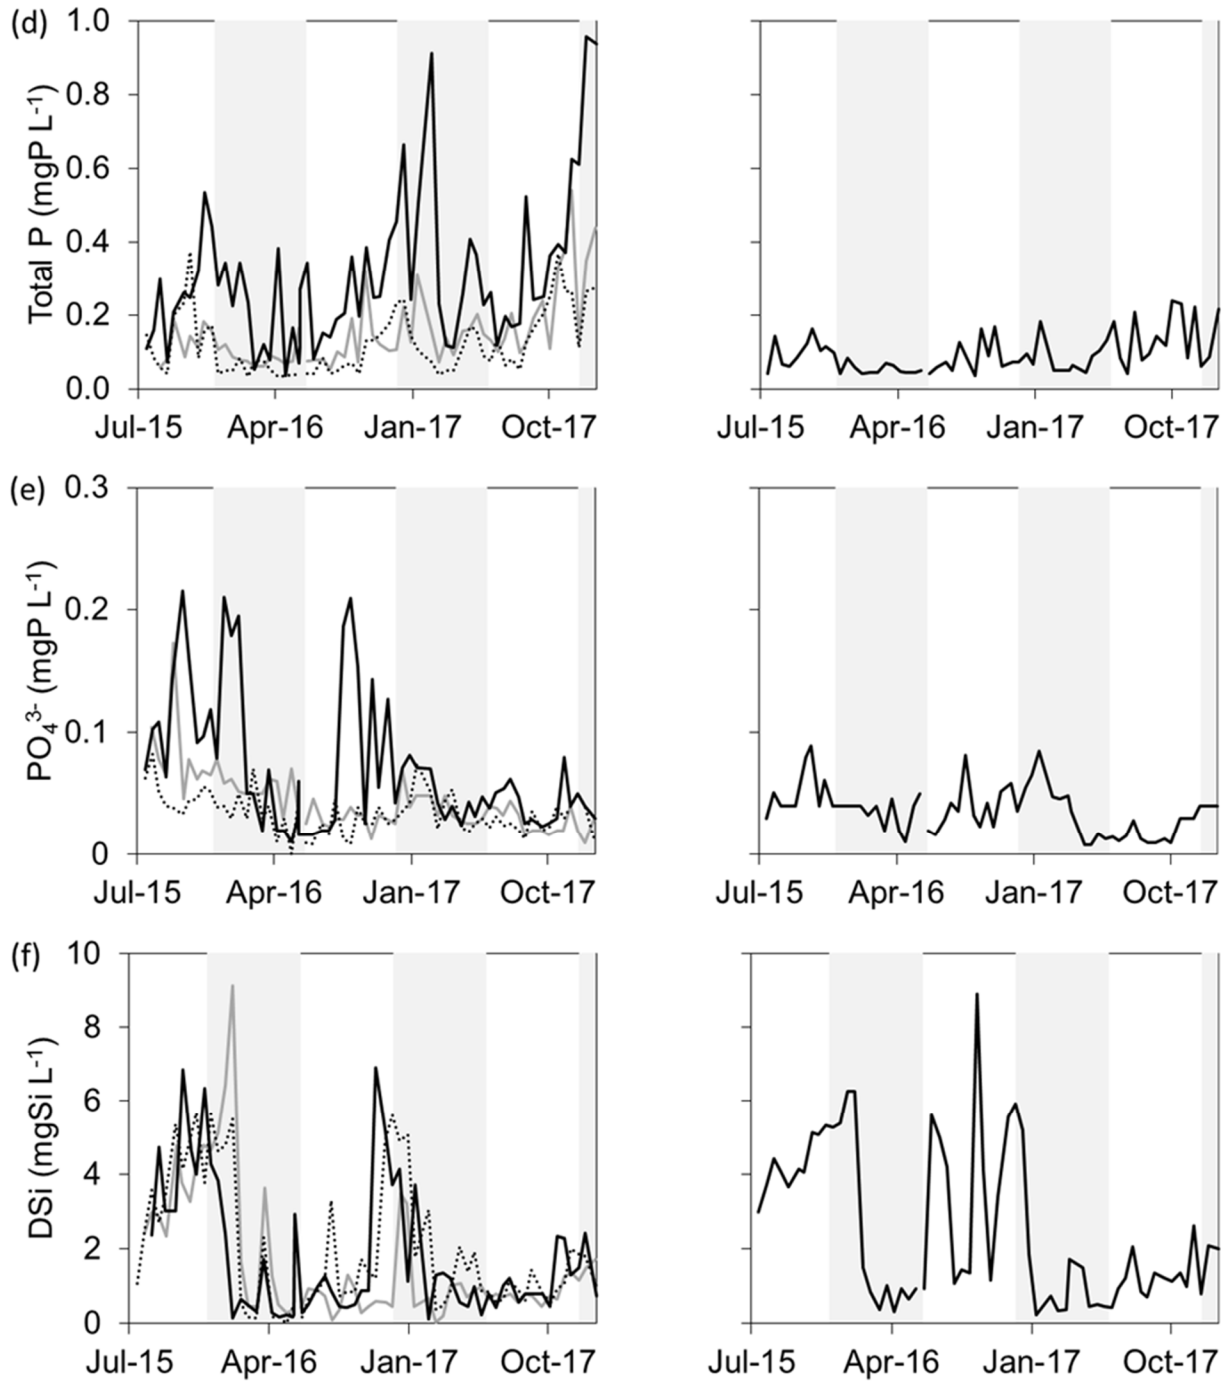 (d)
Total P (mgP L-1)
1.0
0.8
0.6
0.4
0.2
0.0
Jul-15 Apr-16 Jan-17 Oct-17
Jul-15 Apr-16 Jan-17 Oct-17
(e)
PO43- (mgP L-1)
0.3
0.2
0.1
0
Jul-15 Apr-16 Jan-17 Oct-17
Jul-15 Apr-16 Jan-17 Oct-17
(f)
DSi (mgSi L-1)
10
8
6
4
2
0
Jul-15 Apr-16 Jan-17 Oct-17
Jul-15 Apr-16 Jan-17 Oct-17